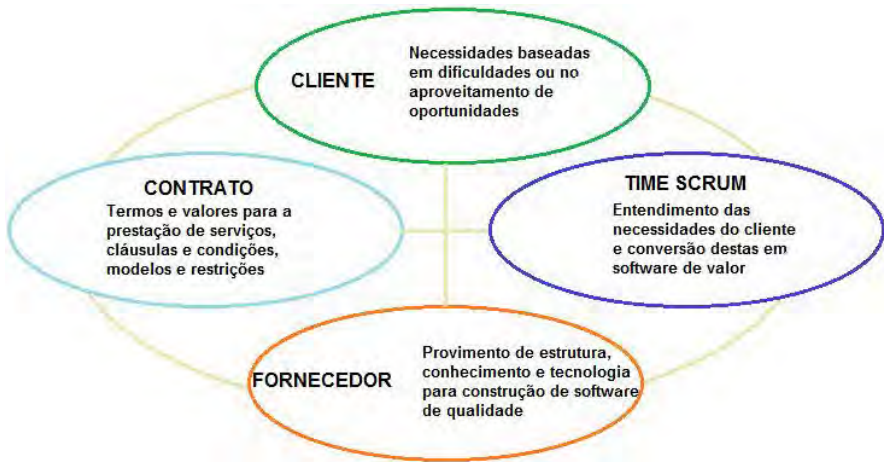 CLIENTE
Necessidades baseadas
em dificuldades ou no
aproveitamento de
oportunidades
CONTRATO
Termos e valores para a
prestação de serviços,
cláusulas e condições,
modelos e restrições
TIME SCRUM
Entendimento das
necessidades do cliente
e conversão destas em
software de valor
FORNECEDOR
Provimento de estrutura,
conhecimento e tecnologia
para construção de software
de qualidade